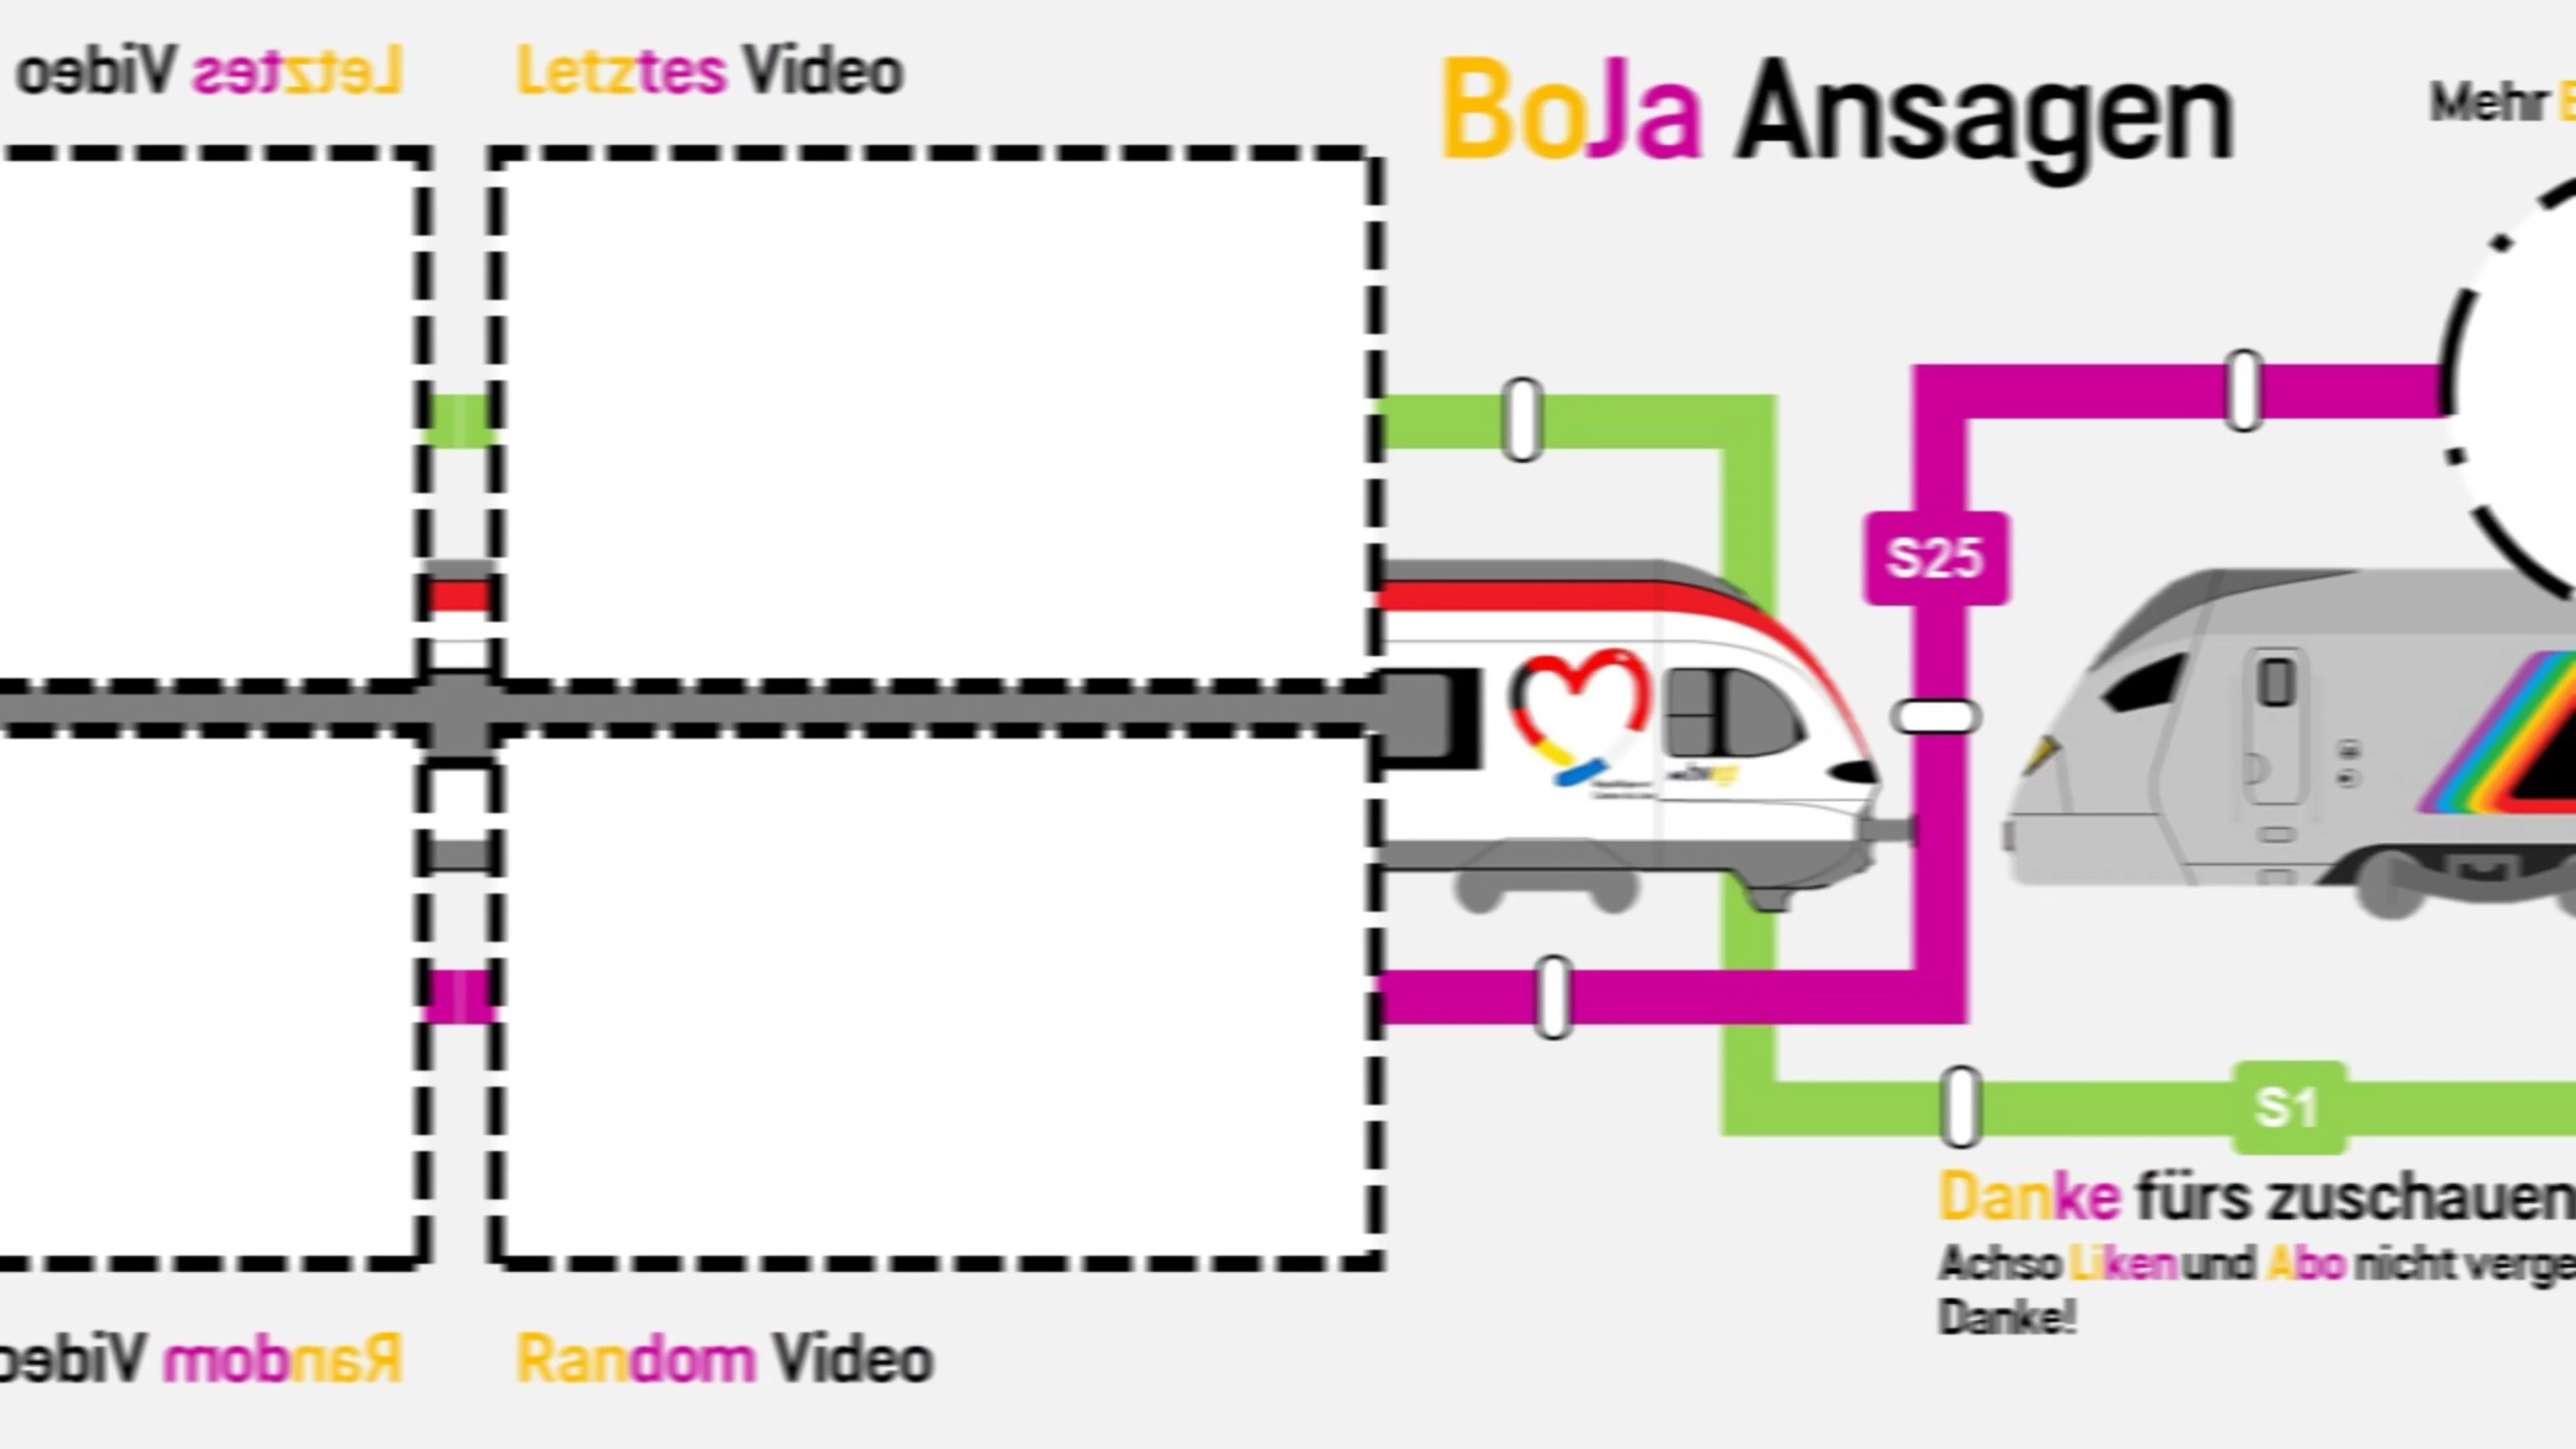 Letztes Video
Letztes Video
BoJa Ansagen
Mehr
S25
S1
Danke fürs zuschauen
Achso Liken und Abo nicht verge
Danke!
Random Video
Random Video